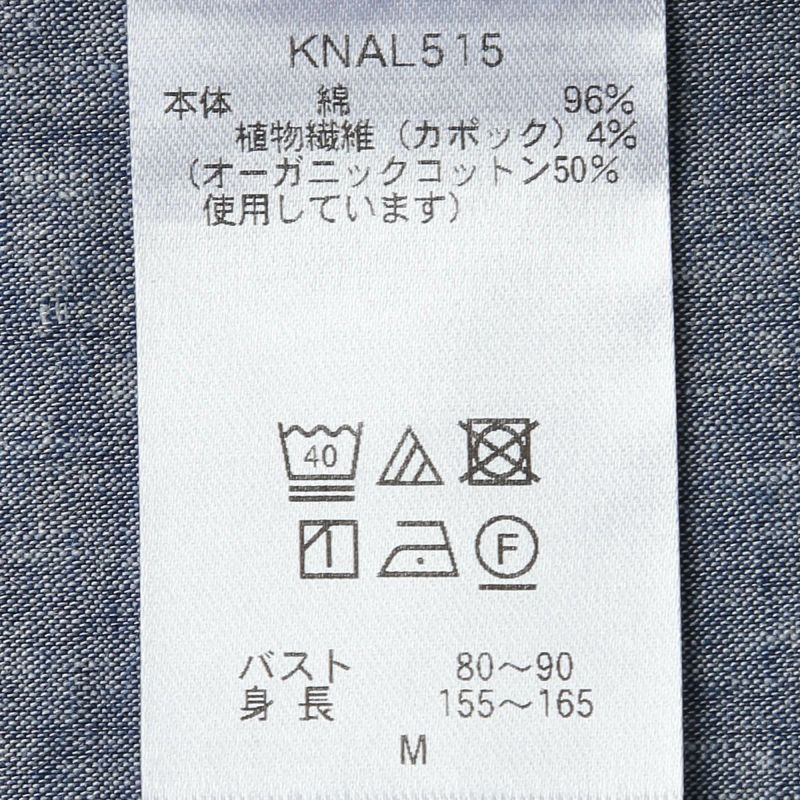 KNAL515
本体 綿 96%
植物繊維（カポック）4%
（オーガニックコットン50%
使用しています）
40
F
バスト 80～90
身長 155～165
M